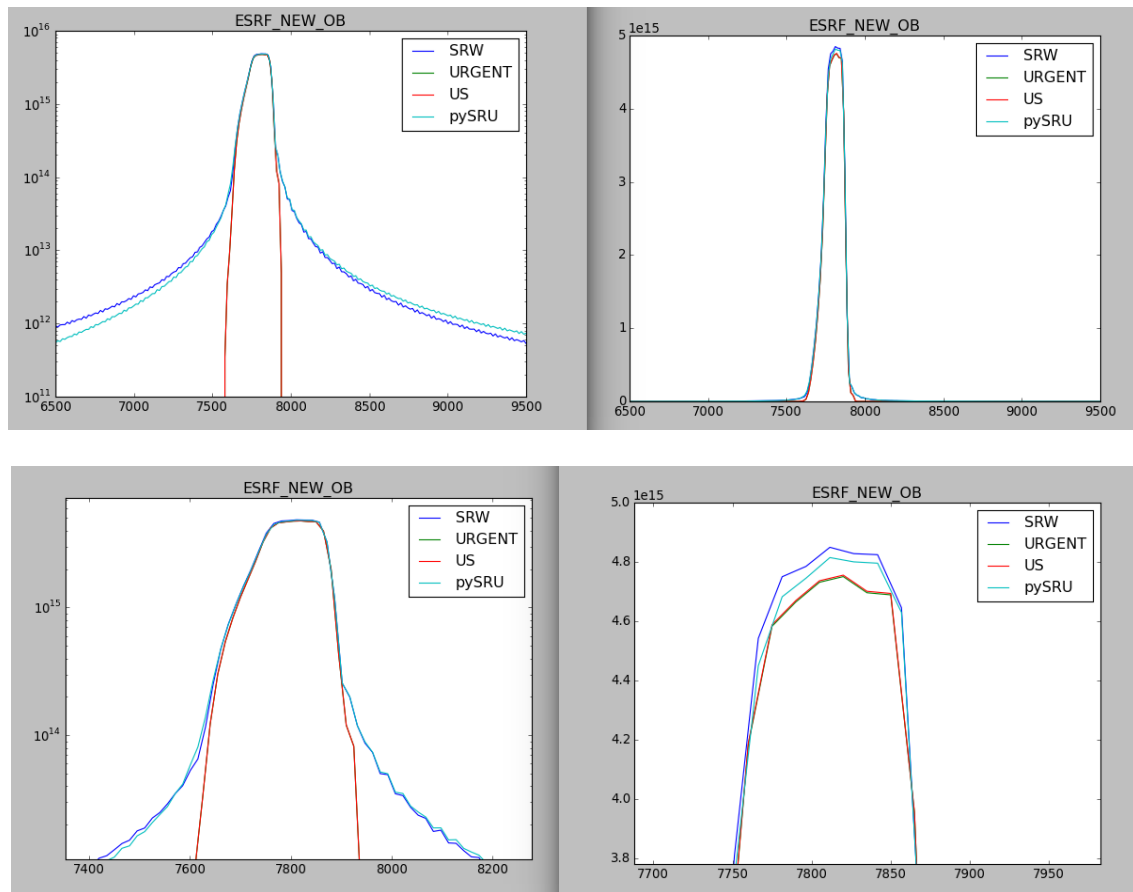 ESRF_NEW_OB
10^16
10^15
10^14
10^13
10^12
10^11
SRW
URGENT
US
pySRU
6500 7000 7500 8000 8500 9000 9500
ESRF_NEW_OB
5 1e15
4
3
2
1
0
SRW
URGENT
US
pySRU
6500 7000 7500 8000 8500 9000 9500
ESRF_NEW_OB
10^15
10^14
SRW
URGENT
US
pySRU
7400 7600 7800 8000 8200
ESRF_NEW_OB
5.0 1e15
4.8
4.6
4.4
4.2
4.0
3.8
SRW
URGENT
US
pySRU
7700 7750 7800 7850 7900 7950